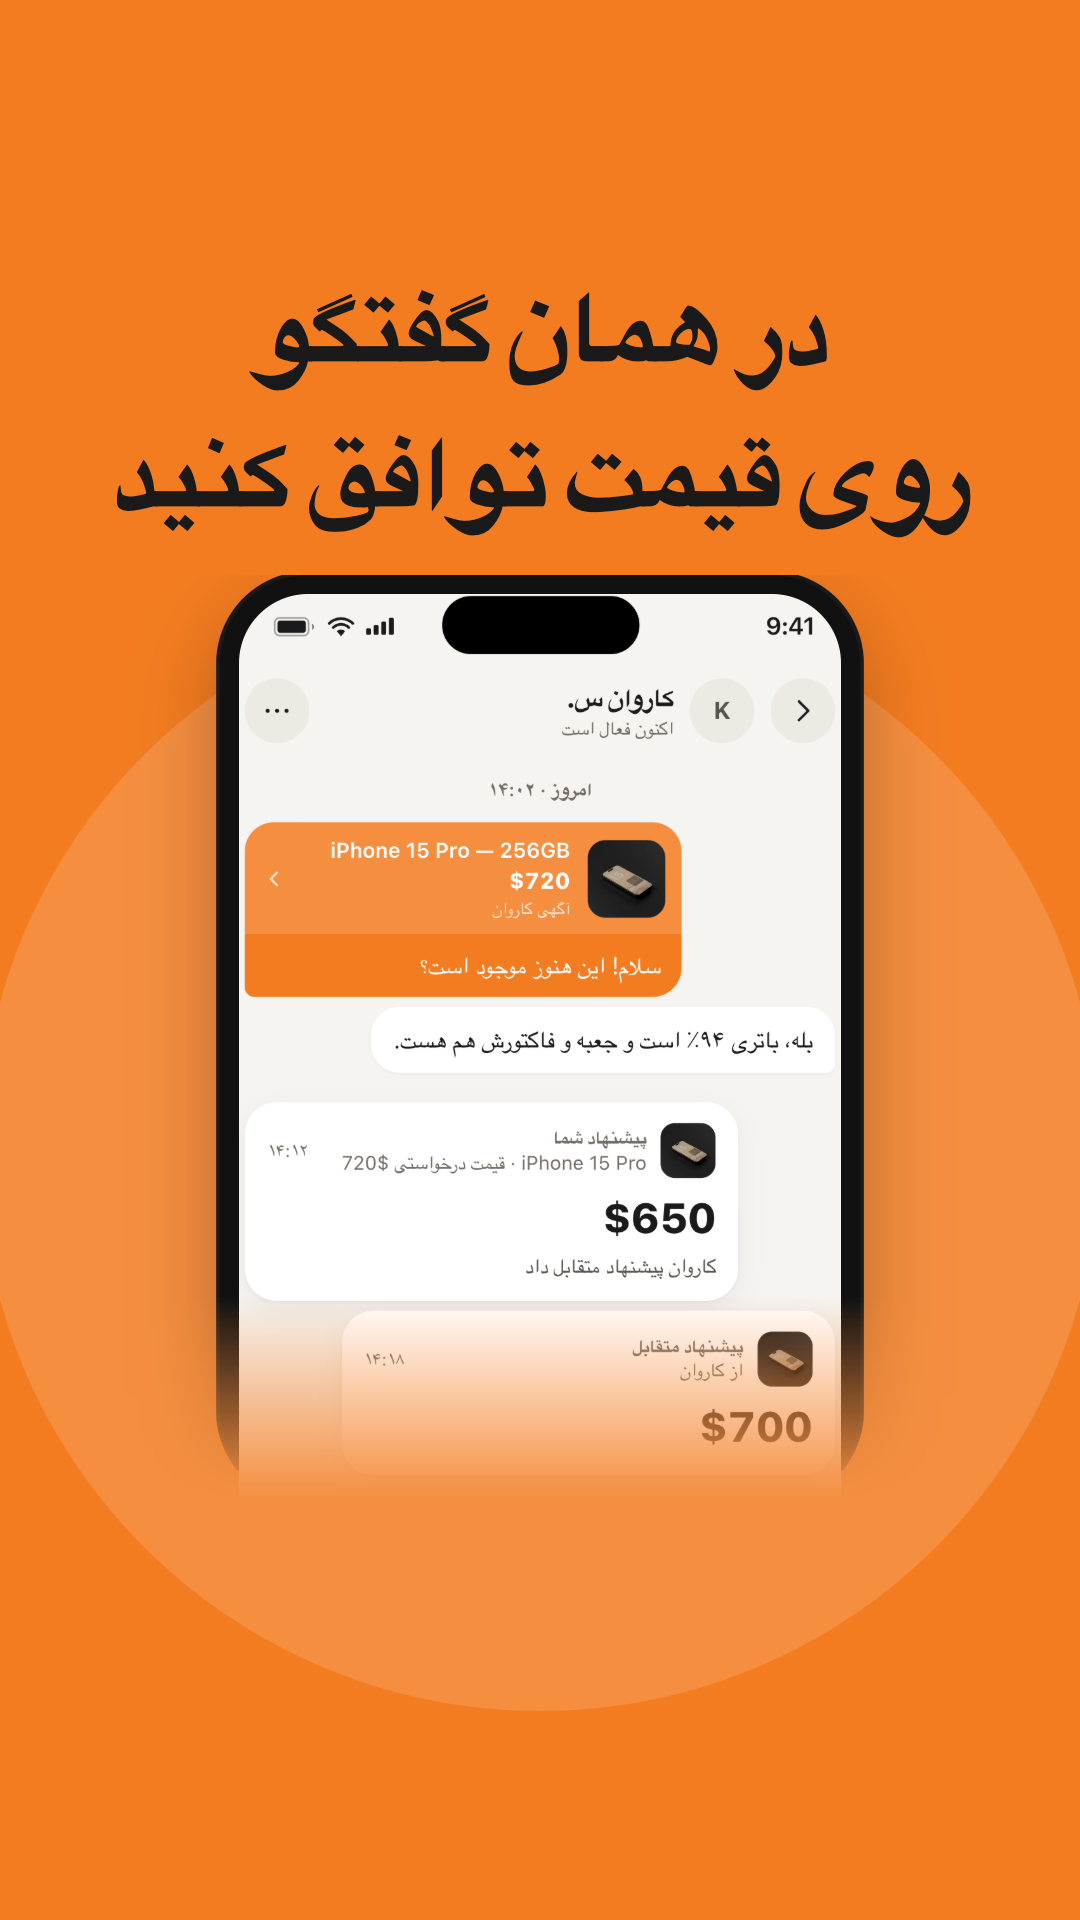 در همان گفتگو
روی قیمت توافق کنید
9:41
K
کاروان س.
اکنون فعال است
امروز · ۱۴:۰۲
iPhone 15 Pro — 256GB
$720
آگهی کاروان
سلام! این هنوز موجود است؟
بله، باتری ۹۴٪ است و جعبه و فاکتورش هم هست.
پیشنهاد شما
۱۴:۱۲
iPhone 15 Pro · قیمت درخواستی $720
$650
کاروان پیشنهاد متقابل داد
پیشنهاد متقابل
۱۴:۱۸
از کاروان
$700